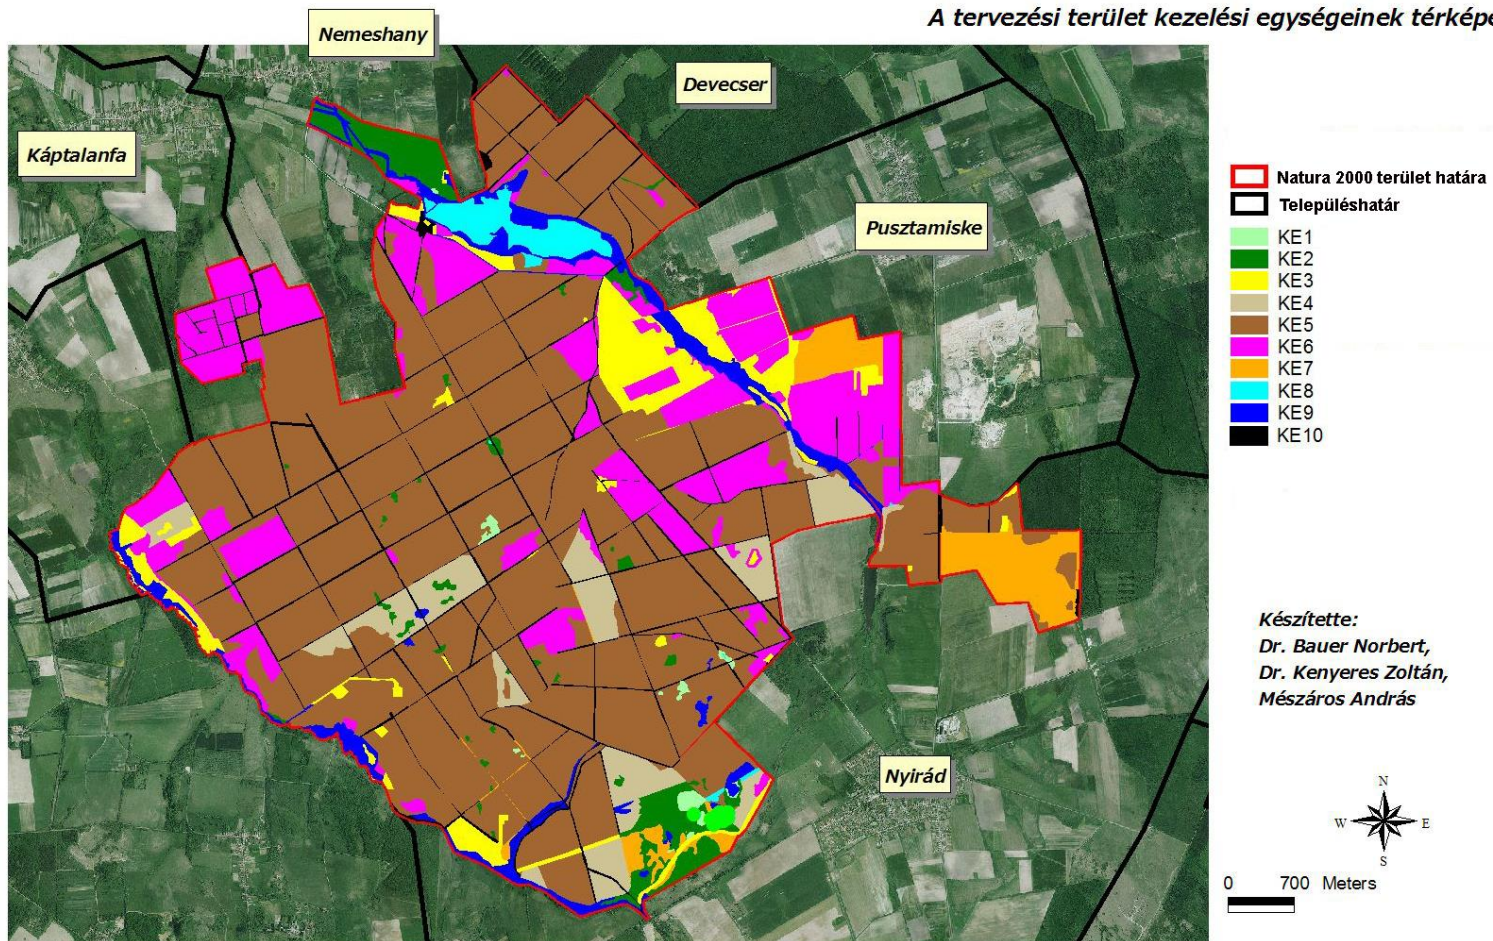 A tervezési terület kezelési egységeinek térképe
Nemeshany
Devecser
Káptalanfa
Pusztamiske
Nyirád
Natura 2000 terület határa
Településhatár
KE1
KE2
KE3
KE4
KE5
KE6
KE7
KE8
KE9
KE10
Készítette:
Dr. Bauer Norbert,
Dr. Kenyeres Zoltán,
Mészáros András
N
W E
S
0 700 Meters